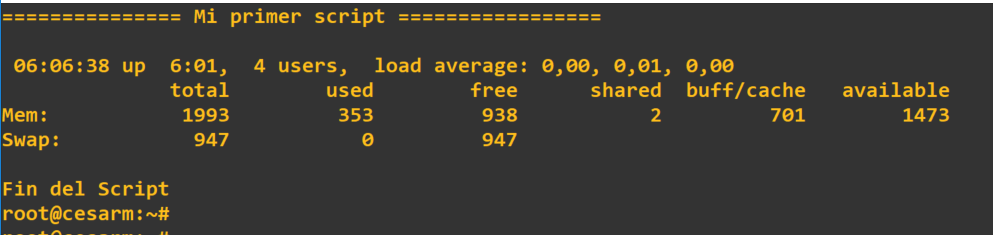 =============== Mi primer script =================
06:06:38 up  6:01,  4 users,  load average: 0,00, 0,01, 0,00
              total        used        free      shared  buff/cache   available
Mem:           1993         353         938           2         701        1473
Swap:           947           0         947
Fin del Script
root@cesarm:~#